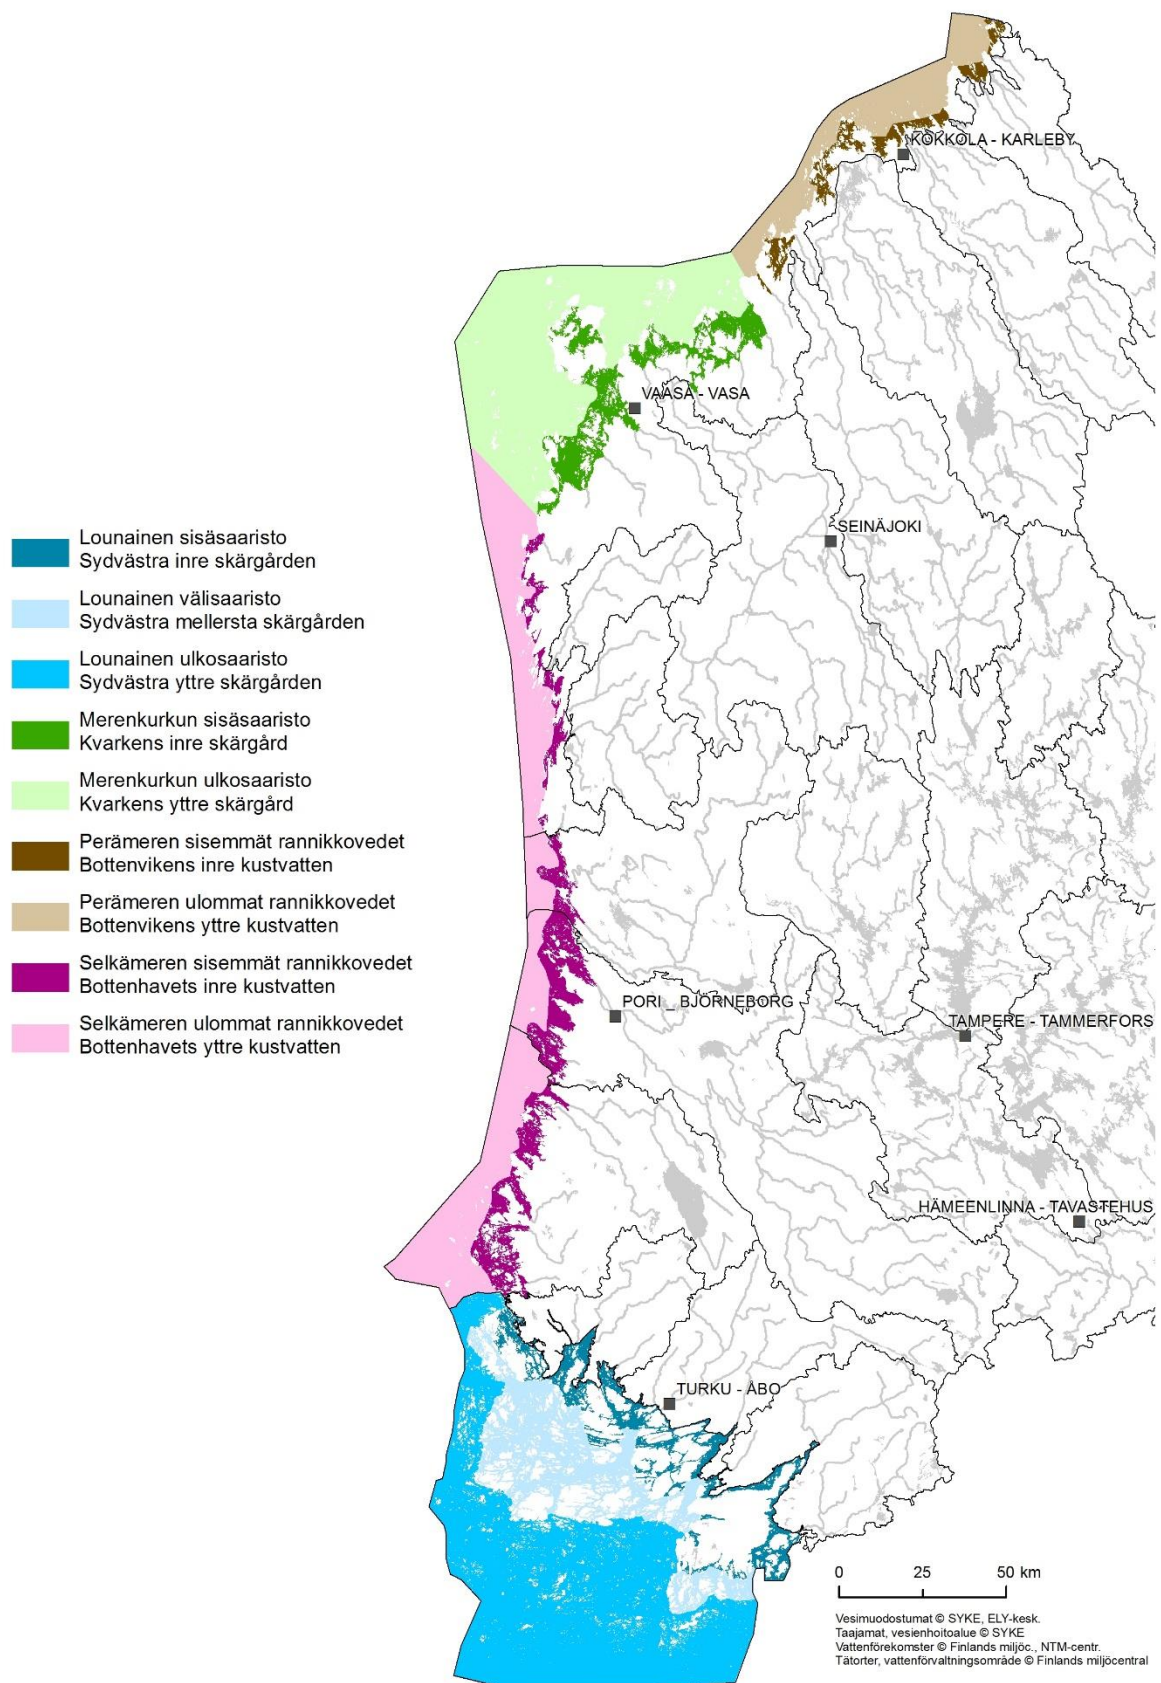 KOKKOLA - KARLEBY
VAASA - VASA
SEINÄJOKI
Lounainen sisäsaaristo
Sydvästra inre skärgården
Lounainen välisaaristo
Sydvästra mellersta skärgården
Lounainen ulkosaaristo
Sydvästra yttre skärgården
Merenkurkun sisäsaaristo
Kvarkens inre skärgård
Merenkurkun ulkosaaristo
Kvarkens yttre skärgård
Perämeren sisemmät rannikkovedet
Bottenvikens inre kustvatten
Perämeren ulommat rannikkovedet
Bottenvikens yttre kustvatten
Selkämeren sisemmät rannikkovedet
Bottenhavets inre kustvatten
Selkämeren ulommat rannikkovedet
Bottenhavets yttre kustvatten
PORI _ BJÖRNEBORG
TAMPERE - TAMMERFORS
HÄMEENLINNA - TAVASTEHUS
TURKU - ÅBO
0 25 50 km
Vesimuodostumat © SYKE, ELY-kesk.
Taajamat, vesienhoitoalue © SYKE
Vattenförekomster © Finlands miljöc., NTM-centr.
Tätorter, vattenförvaltningsområde © Finlands miljöcentral